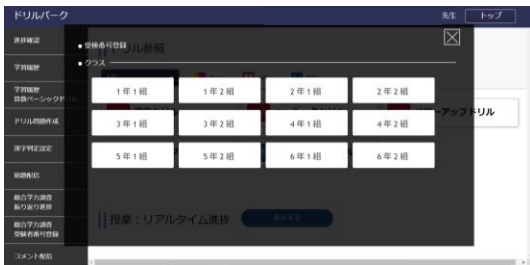 ドリルパーク
先生 トップ
進捗確認
学習履歴
学習履歴
算数ベーシックドリル
ドリル問題作成
漢字判定設定
宿題配信
総合学力調査
振り返り進捗
総合学力調査
受験者番号登録
コメント配信
受検番号登録
ドリル参照
クラス
1年1組 1年2組 2年1組 2年2組
3年1組 3年2組 4年1組 4年2組
5年1組 5年2組 6年1組 6年2組
アップドリル
授業：リアルタイム進捗